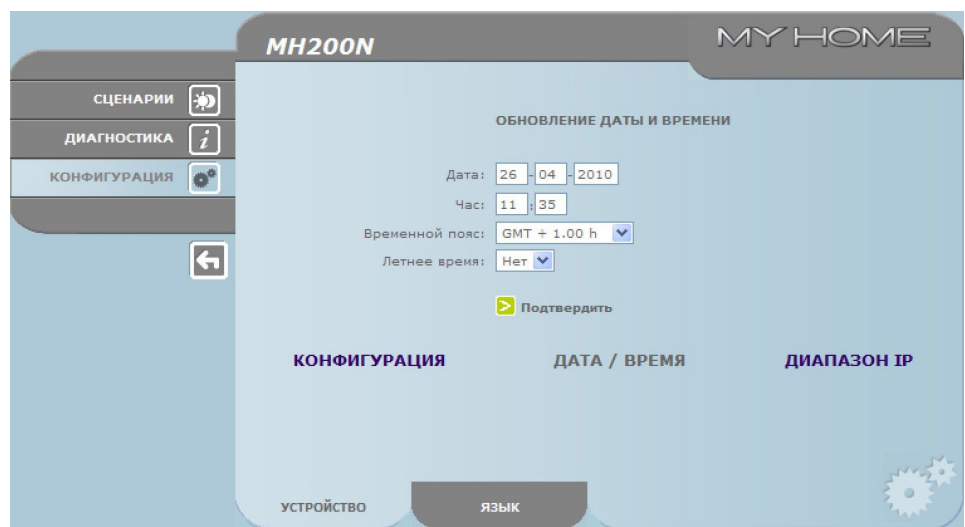 MH200N
MY HOME
СЦЕНАРИИ
ДИАГНОСТИКА
КОНФИГУРАЦИЯ
ОБНОВЛЕНИЕ ДАТЫ И ВРЕМЕНИ
Дата: 26 - 04 - 2010
Час: 11 : 35
Временной пояс: GMT + 1.00 h
Летнее время: Нет
Подтвердить
КОНФИГУРАЦИЯ ДАТА / ВРЕМЯ ДИАПАЗОН IP
УСТРОЙСТВО ЯЗЫК